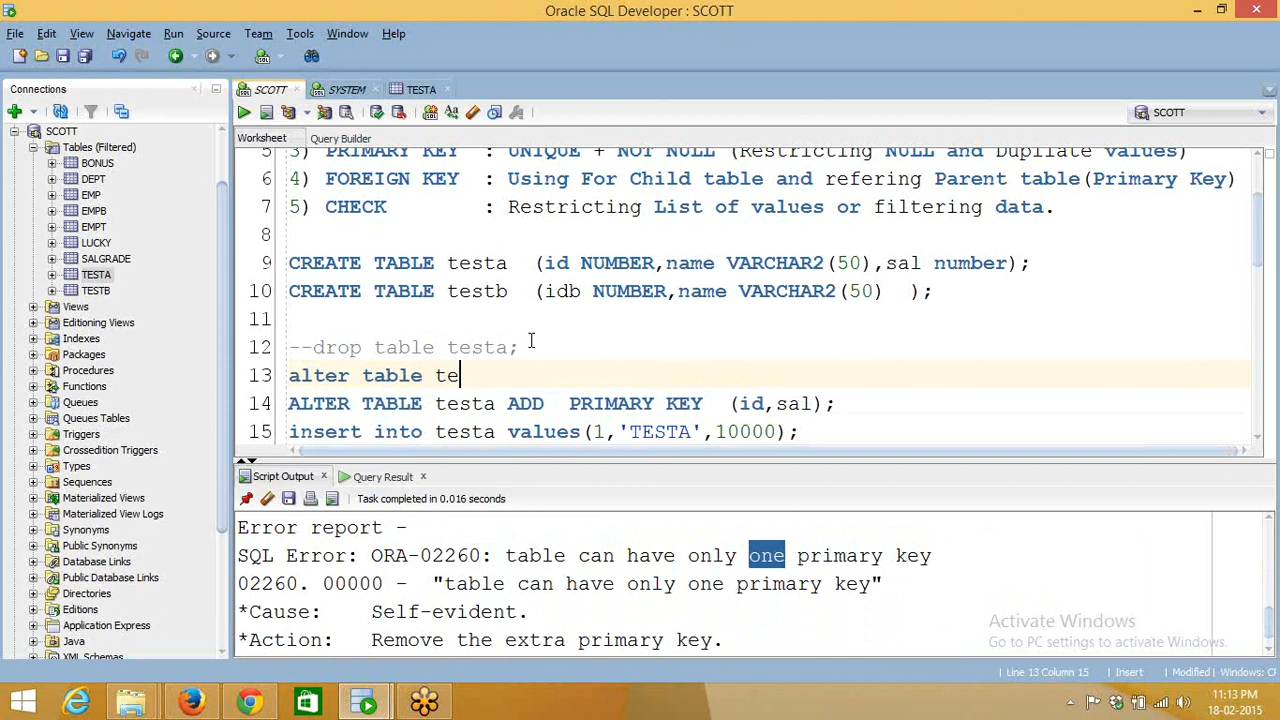 Oracle SQL Developer : SCOTT
File Edit View Navigate Run Source Team Tools Window Help
Connections
SCOTT SYSTEM TESTA
SCOTT
Worksheet Query Builder
SCOTT
Tables (Filtered)
BONUS
DEPT
EMP
EMPB
EMPT
LUCKY
SALGRADE
TESTA
TESTB
Views
Editioning Views
Indexes
Packages
Procedures
Functions
Queues
Queues Tables
Triggers
Crossedition Triggers
Types
Sequences
Materialized Views
Materialized View Logs
Synonyms
Public Synonyms
Database Links
Public Database Links
Directories
Editions
Application Express
Java
XML Schemas
5 3) PRIMARY KEY : UNIQUE + NOT NULL (Restricting NULL and Dupliate values)
6 4) FOREIGN KEY : Using For Child table and refering Parent table(Primary Key)
7 5) CHECK : Restricting List of values or filtering data.
8
9 CREATE TABLE testa (id NUMBER,name VARCHAR2(50),sal number);
10 CREATE TABLE testb (idb NUMBER,name VARCHAR2(50) );
11
12 --drop table testa;
13 alter table te
14 ALTER TABLE testa ADD PRIMARY KEY (id,sal);
15 insert into testa values(1,'TESTA',10000);
Script Output Query Result
Task completed in 0.016 seconds
Error report -
SQL Error: ORA-02260: table can have only one primary key
02260. 00000 - "table can have only one primary key"
*Cause: Self-evident.
*Action: Remove the extra primary key.
Activate Windows
Go to PC settings to activate Windows.
Line 13 Column 15 Insert Modified Windows: CF
11:13 PM
18-02-2015